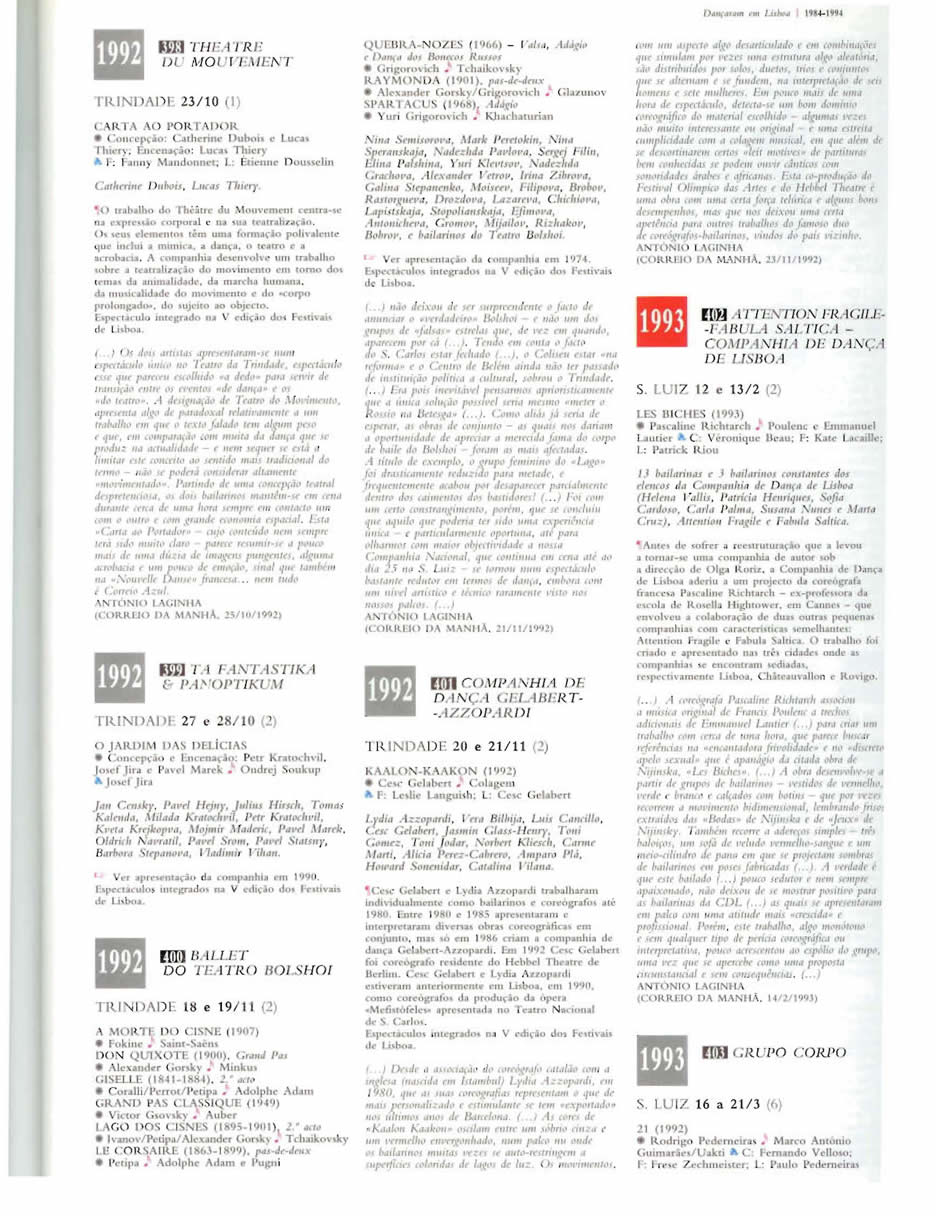 Dançaram em Lisboa | 1984-1994
1992
398 THEATRE
DU MOUVEMENT
TRINDADE 23/10 (1)
CARTA AO PORTADOR
Concepção: Catherine Dubois e Lucas
Thiery; Encenação: Lucas Thiery
F: Fanny Mandonnet; L: Etienne Dousselin
Catherine Dubois, Lucas Thiery.
O trabalho do Théâtre du Mouvement centra-se
na expressão corporal e na sua teatralização.
Os seus elementos têm uma formação polivalente
que inclui a mímica, a dança, o teatro e a
acrobacia. A companhia desenvolve um trabalho
sobre a teatralização do movimento em torno dos
temas da animalidade, da marcha humana,
da musicalidade do movimento e do «corpo
prolongado», do sujeito ao objecto.
Espectáculo integrado na V edição dos Festivais
de Lisboa.
(...) Os dois artistas apresentaram-se num
espectáculo único no Teatro da Trindade, espectáculo
esse que pareceu escolhido «a dedo» para servir de
transição entre os eventos «de dança» e os
«do teatro». A designação de Teatro do Movimento,
apresenta algo de paradoxal relativamente a um
trabalho em que o texto falado tem algum peso
e que, em comparação com muita da dança que se
produz na actualidade – e nem sequer se está a
limitar este conceito ao sentido mais tradicional do
termo – não se poderá considerar altamente
«movimentado». Partindo de uma concepção teatral
despretenciosa, os dois bailarinos mantêm-se em cena
durante cerca de uma hora sempre em contacto um
com o outro e com grande economia espacial. Esta
«Carta ao Portador» – cujo conteúdo nem sempre
terá sido muito claro – parece resumir-se a pouco
mais de uma dúzia de imagens pungentes, alguma
acrobacia e um pouco de emoção, sinal que também
na «Nouvelle Danse» francesa... nem tudo
é Correio Azul.
ANTÓNIO LAGINHA
(CORREIO DA MANHÃ, 25/10/1992)
1992
399 TA FANTASTIKA
& PANOPTIKUM
TRINDADE 27 e 28/10 (2)
O JARDIM DAS DELÍCIAS
Concepção e Encenação: Petr Kratochvil,
Josef Jira e Pavel Marek Ondrej Soukup
Josef Jira
Jan Censky, Pavel Hejny, Julius Hirsch, Tomas
Kalenda, Milada Kratochvil, Petr Kratochvil,
Kveta Krejkopva, Mojmir Maderic, Pavel Marek,
Oldrich Navratil, Pavel Srom, Pavel Statsny,
Barbora Stepanova, Vladimir Vihan.
Ver apresentação da companhia em 1990.
Espectáculos integrados na V edição dos Festivais
de Lisboa.
1992
400 BALLET
DO TEATRO BOLSHOI
TRINDADE 18 e 19/11 (2)
A MORTE DO CISNE (1907)
Fokine Saint-Saëns
DON QUIXOTE (1900), Grand Pas
Alexander Gorsky Minkus
GISELLE (1841-1884), 2.º acto
Coralli/Perrot/Petipa Adolphe Adam
GRAND PAS CLASSIQUE (1949)
Victor Gsovsky Auber
LAGO DOS CISNES (1895-1901), 2.º acto
Ivanov/Petipa/Alexander Gorsky Tchaikovsky
LE CORSAIRE (1863-1899), pas-de-deux
Petipa Adolphe Adam e Pugni
QUEBRA-NOZES (1966) – Valsa, Adágio
e Dança dos Bonecos Russos
Grigorovich Tchaikovsky
RAYMONDA (1901), pas-de-deux
Alexander Gorsky/Grigorovich Glazunov
SPARTACUS (1968), Adágio
Yuri Grigorovich Khachaturian
Nina Semisorova, Mark Peretokin, Nina
Speranskaja, Nadezhda Pavlova, Sergej Filin,
Elina Palshina, Yuri Klevtsov, Nadezhda
Grachova, Alexander Vetrov, Irina Zibrova,
Galina Stepanenko, Moiseev, Filipova, Brobov,
Rastorgueva, Drozdova, Lazareva, Chichiova,
Lapistskaja, Stopolianskaja, Efimova,
Antonicheva, Gromov, Mijailov, Rizhakov,
Bobrov, e bailarinos do Teatro Bolshoi.
Ver apresentação da companhia em 1974.
Espectáculos integrados na V edição dos Festivais
de Lisboa.
(...) não deixou de ser surpreendente o facto de
anunciar o «verdadeiro» Bolshoi – e não um dos
grupos de «falsas» estrelas que, de vez em quando,
aparecem por cá (...). Tendo em conta o facto
do S. Carlos estar fechado (...), o Coliseu estar «na
reforma» e o Centro de Belém ainda não ter passado
de instituição política a cultural, sobrou o Trindade.
(...) Era pois inevitável pensarmos aprioristicamente
que a única solução possível seria mesmo «meter o
Rossio na Betesga» (...). Como aliás já seria de
esperar, as obras de conjunto – as quais nos dariam
a oportunidade de apreciar a merecida fama do corpo
de baile do Bolshoi – foram as mais afectadas.
A título de exemplo, o grupo feminino do «Lago»
foi drasticamente reduzido para metade, e
frequentemente acabou por desaparecer parcialmente
dentro dos caimentos dos bastidores! (...) Foi com
um certo constrangimento, porém, que se concluiu
que aquilo que poderia ter sido uma experiência
única – e particularmente oportuna, até para
olharmos com maior objectividade a nossa
Companhia Nacional, que continua em cena até ao
dia 25 no S. Luiz – se tornou num espectáculo
bastante redutor em termos de dança, embora com
um nível artístico e técnico raramente visto nos
nossos palcos. (...)
ANTÓNIO LAGINHA
(CORREIO DA MANHÃ, 21/11/1992)
1992
401 COMPANHIA DE
DANÇA GELABERT-
-AZZOPARDI
TRINDADE 20 e 21/11 (2)
KAALON-KAAKON (1992)
Cesc Gelabert Colagem
F: Leslie Languish; L: Cesc Gelabert
Lydia Azzopardi, Vera Bilbija, Luis Cancillo,
Cesc Gelabert, Jasmin Glass-Henry, Toni
Gomez, Toni Jodar, Norbert Kliesch, Carme
Marti, Alicia Perez-Cabrero, Amparo Plá,
Howard Sonenidar, Catalina Vilana.
Cesc Gelabert e Lydia Azzopardi trabalharam
individualmente como bailarinos e coreógrafos até
1980. Entre 1980 e 1985 apresentaram e
interpretaram diversas obras coreográficas em
conjunto, mas só em 1986 criam a companhia de
dança Gelabert-Azzopardi. Em 1992 Cesc Gelabert
foi coreógrafo residente do Hebbel Theatre de
Berlim. Cesc Gelabert e Lydia Azzopardi
estiveram anteriormente em Lisboa, em 1990,
como coreógrafos da produção da ópera
«Mefistófeles» apresentada no Teatro Nacional
de S. Carlos.
Espectáculos integrados na V edição dos Festivais
de Lisboa.
(...) Desde a associação do coreógrafo catalão com a
inglesa (nascida em Istambul) Lydia Azzopardi, em
1980, que as suas coreografias representam o que de
mais personalizado e estimulante se tem «exportado»
nos últimos anos de Barcelona. (...) As cores de
«Kaalon Kaakon» oscilam entre um sóbrio cinza e
um vermelho envergonhado, num palco nu onde
os bailarinos muitas vezes se auto-restringem a
superfícies coloridas de lagos de luz. Os movimentos,
com um aspecto algo desarticulado e em combinações
que simulam por vezes uma estrutura algo aleatória,
são distribuídos por solos, duetos, trios e conjuntos
que se alternam e se fundem, na interpretação de seis
homens e sete mulheres. Em pouco mais de uma
hora de espectáculo, detecta-se um bom domínio
coreográfico do material escolhido – algumas vezes
não muito interessante ou original – e uma estreita
cumplicidade com a colagem musical, em que além de
se descortinarem certos «leit motives» de partituras
bem conhecidas se podem ouvir cânticos com
sonoridades árabes e africanas. Esta co-produção do
Festival Olímpico das Artes e do Hebbel Theatre é
uma obra com uma certa força telúrica e alguns bons
desempenhos, mas que nos deixou uma certa
apetência para outros trabalhos do famoso duo
de coreógrafos-bailarinos, vindos do país vizinho.
ANTÓNIO LAGINHA
(CORREIO DA MANHÃ, 23/11/1992)
1993
402 ATTENTION FRAGILE-
-FABULA SALTICA –
COMPANHIA DE DANÇA
DE LISBOA
S. LUIZ 12 e 13/2 (2)
LES BICHES (1993)
Pascaline Richtarch Poulenc e Emmanuel
Lautier C: Véronique Beau; F: Kate Lacaille;
L: Patrick Riou
13 bailarinas e 3 bailarinos constantes dos
elencos da Companhia de Dança de Lisboa
(Helena Vallis, Patrícia Henriques, Sofia
Cardoso, Carla Palma, Susana Nunes e Marta
Cruz), Attention Fragile e Fabula Saltica.
Antes de sofrer a reestruturação que a levou
a tornar-se uma companhia de autor sob
a direcção de Olga Roriz, a Companhia de Dança
de Lisboa aderiu a um projecto da coreógrafa
francesa Pascaline Richtarch – ex-professora da
escola de Rosella Hightower, em Cannes – que
envolveu a colaboração de duas outras pequenas
companhias com características semelhantes:
Attention Fragile e Fabula Saltica. O trabalho foi
criado e apresentado nas três cidades onde as
companhias se encontram sediadas,
respectivamente Lisboa, Châteauvallon e Rovigo.
(...) A coreógrafa Pascaline Richtarch associou
a música original de Francis Poulenc a trechos
adicionais de Emmanuel Lautier (...) para criar um
trabalho com cerca de uma hora, que parece buscar
referências na «encantadora frivolidade» e no «discreto
apelo sexual» que é apanágio da citada obra de
Nijinska, «Les Biches». (...) A obra desenvolve-se a
partir de grupos de bailarinos – vestidos de vermelho,
verde e branco e calçados com botins – que por vezes
recorrem a movimento bidimensional, lembrando frisos
extraídos das «Bodas» de Nijinska e de «Jeux» de
Nijinsky. Também recorre a adereços simples – três
baloiços, um sofá de veludo vermelho-sangue e um
meio-cilindro de pano em que se projectam sombras
de bailarinos em poses fabricadas (...). A verdade é
que este bailado (...) pouco sedutor e nem sempre
apaixonado, não deixou de se mostrar positivo para
as bailarinas da CDL (...) as quais se apresentaram
em palco com uma atitude mais «crescida» e
profissional. Porém, este trabalho, algo monótono
e sem qualquer tipo de perícia coreográfica ou
interpretativa, pouco acrescentou ao espólio do grupo,
uma vez que se apercebe como uma proposta
circunstancial e sem consequências. (...)
ANTÓNIO LAGINHA
(CORREIO DA MANHÃ, 14/2/1993)
1993
403 GRUPO CORPO
S. LUIZ 16 a 21/3 (6)
21 (1992)
Rodrigo Pederneiras Marco António
Guimarães/Uakti C: Fernando Velloso;
F: Frese Zechmeister; L: Paulo Pederneiras